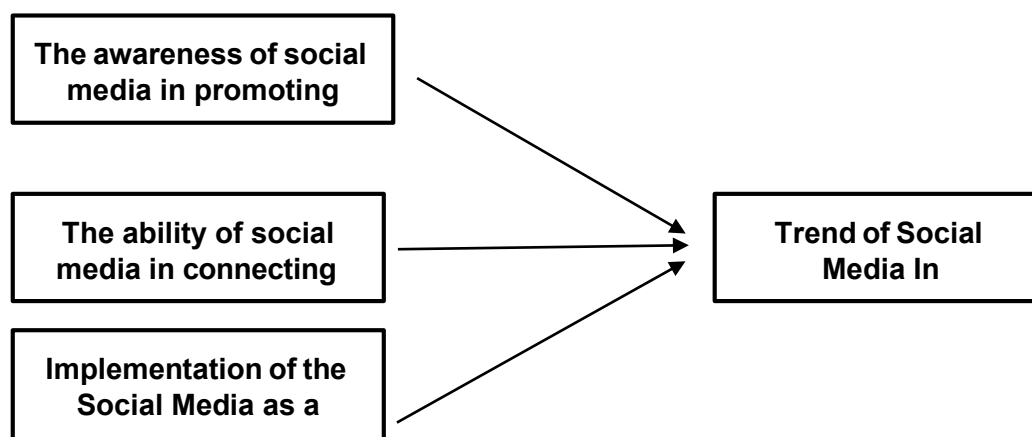 The awareness of social
media in promoting
The ability of social
media in connecting
Trend of Social
Media In
Implementation of the
Social Media as a